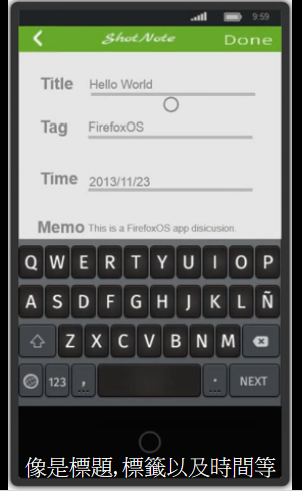 9:59
ShotNote Done
Title Hello World
Tag FirefoxOS
Time 2013/11/23
Memo This is a FirefoxOS app disicusion.
Q W E R T Y U I O P
A S D F G H J K L Ñ
Z X C V B N M
123 , . NEXT
像是標題,標籤以及時間等